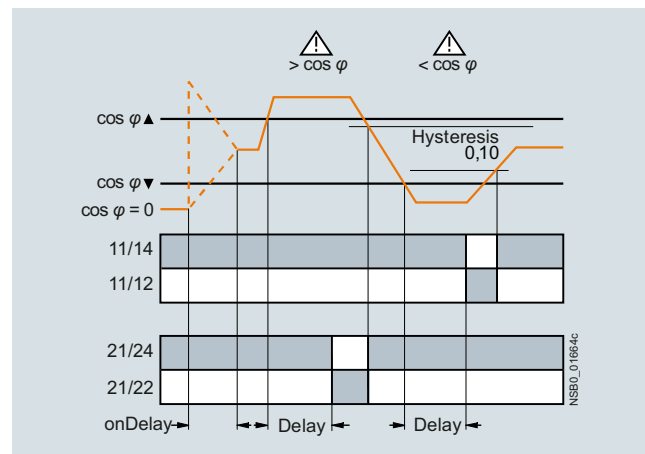 > cos φ
< cos φ
cos φ▲
Hysteresis
0,10
cos φ▼
cos φ = 0
11/14
11/12
21/24
21/22
onDelay
Delay
Delay
NSB0_01664c